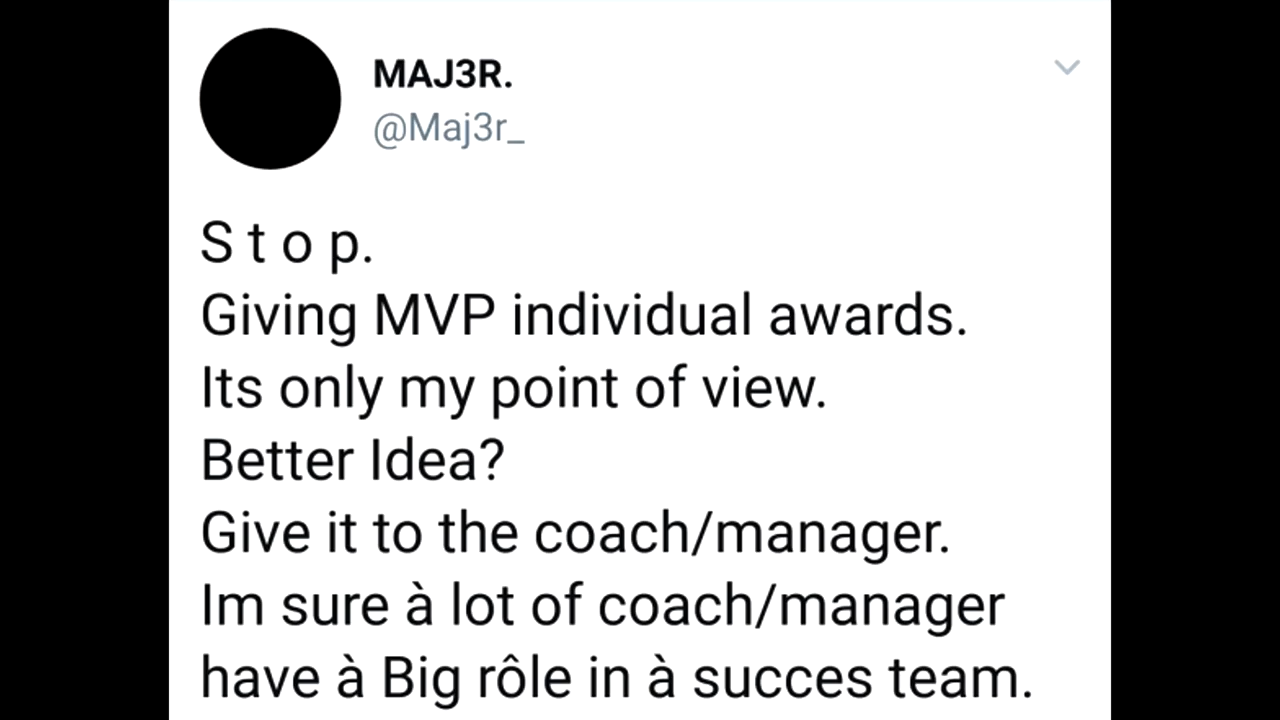 MAJ3R.
@Maj3r_
S t o p.
Giving MVP individual awards.
Its only my point of view.
Better Idea?
Give it to the coach/manager.
Im sure à lot of coach/manager
have à Big rôle in à succes team.